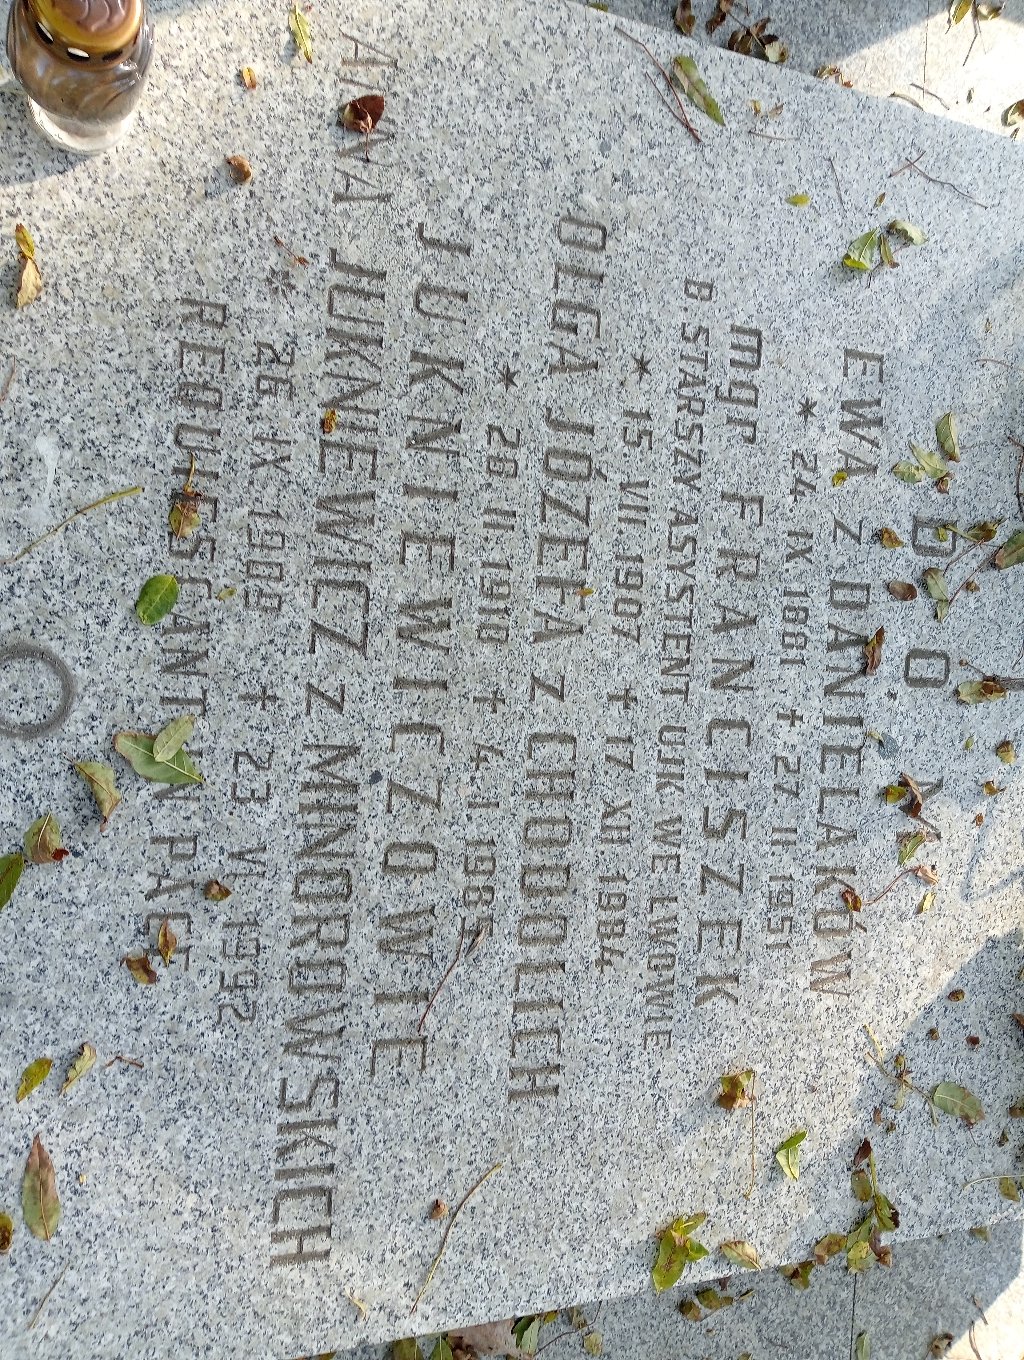 D O M
EWA Z DANIELAKÓW
* 24 IX 1881 + 27 II 1951
mgr FRANCISZEK
B. STARSZY ASYSTENT UJK WE LWOWIE
* 15 VII 1907 + 17 XII 1984
OLGA JÓZEFA Z CHODOLICH
* 28 II 1910 + 4 I 1985
JUKNIEWICZOWIE
ANNA JUKNIEWICZ Z MINOROWSKICH
* 26 IX 1909 + 23 VI 1992
REQUIESCANT IN PACE